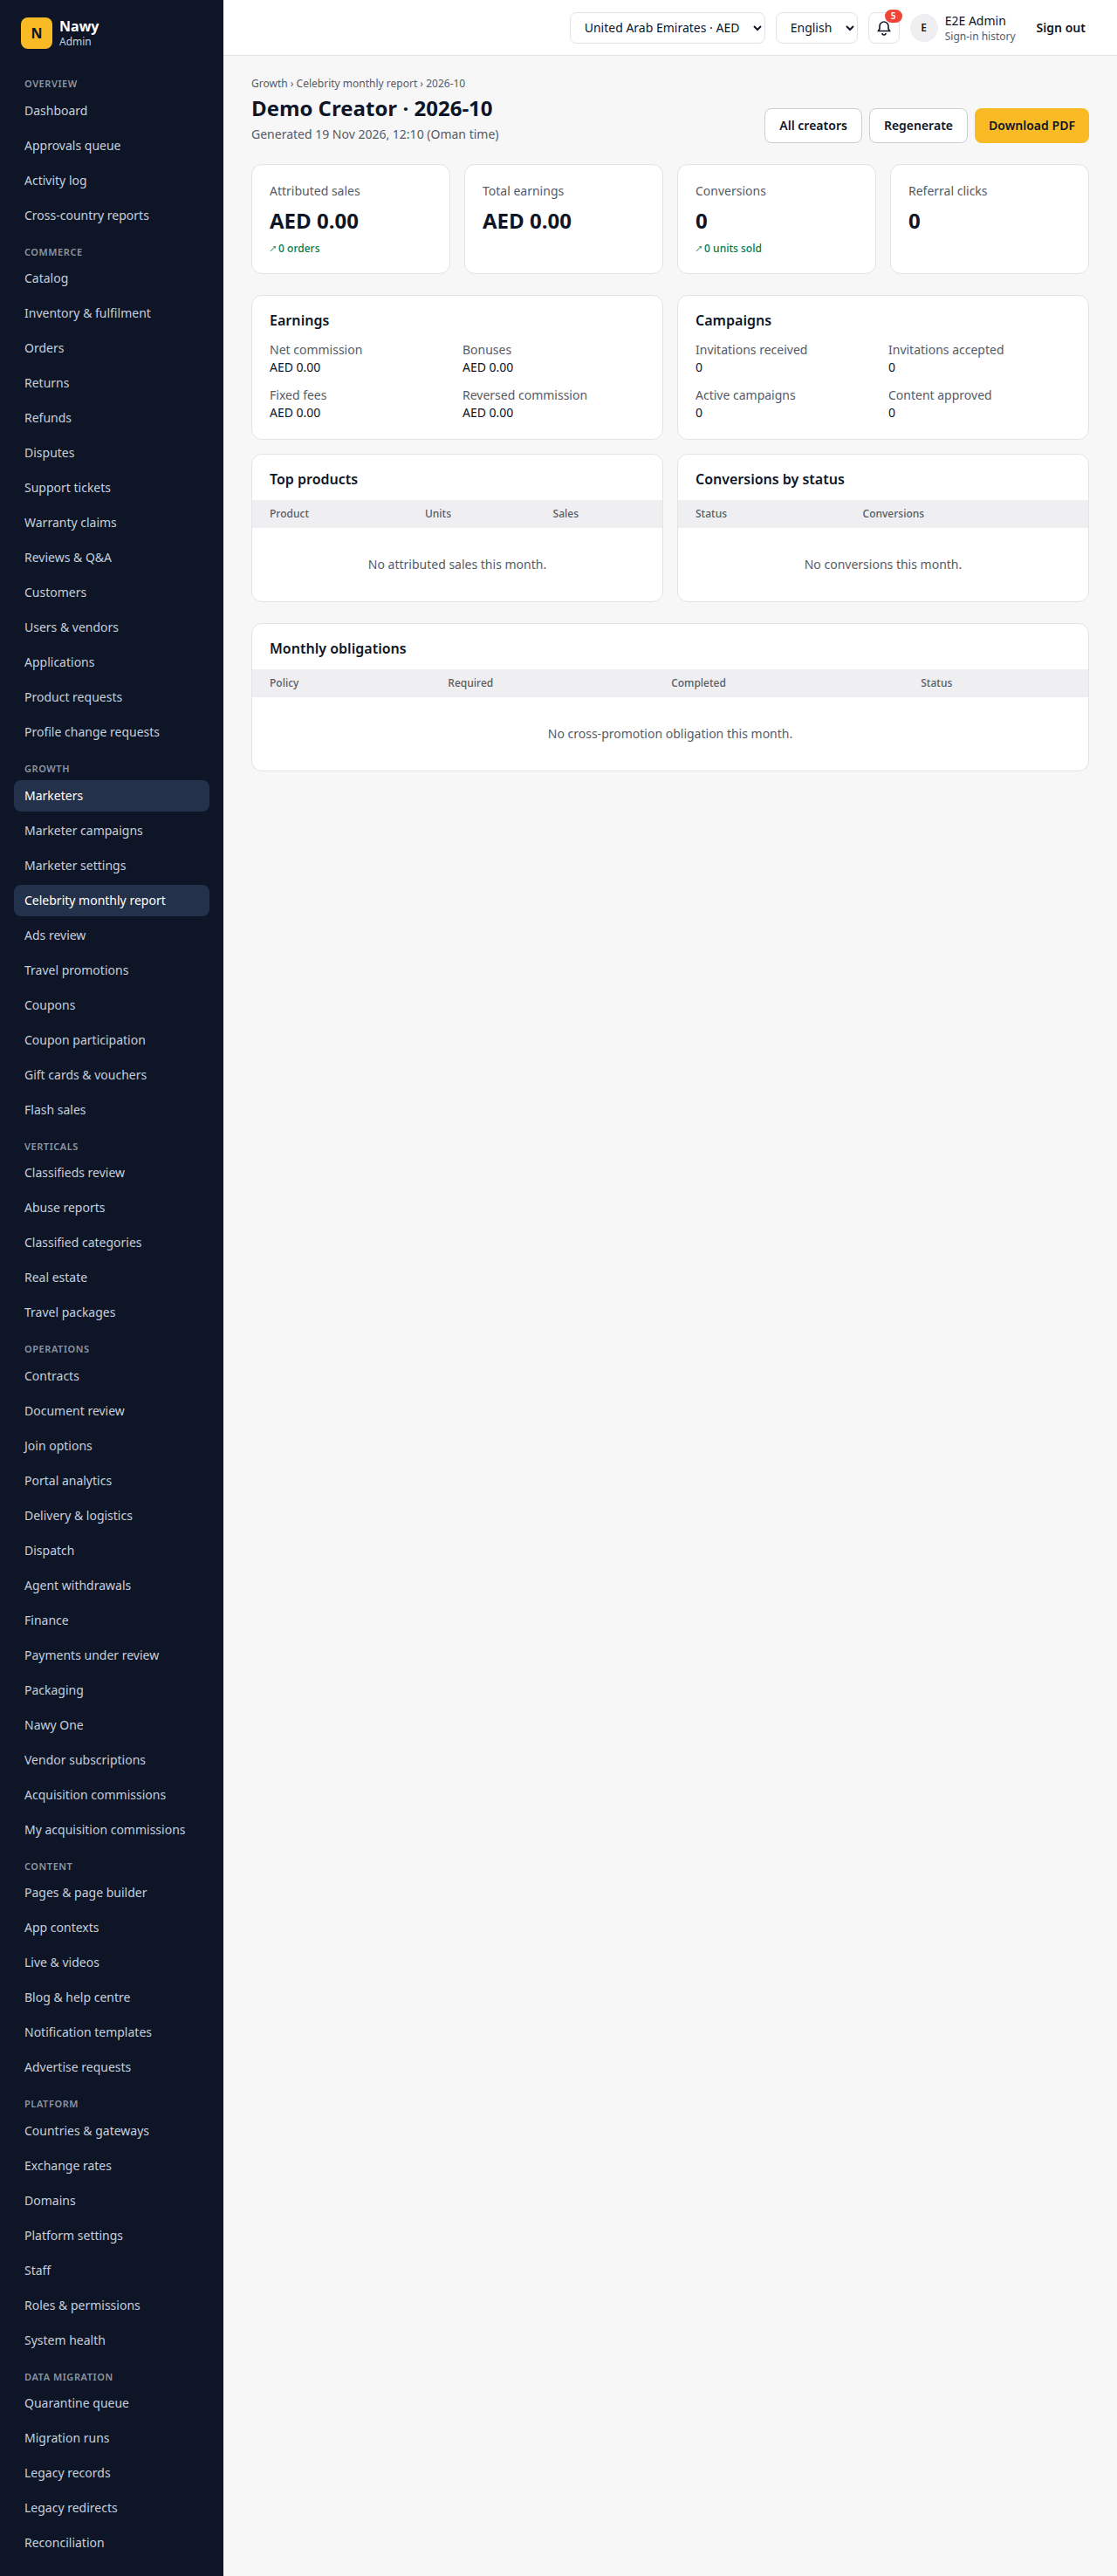 N
Nawy
Admin
OVERVIEW
Dashboard
Approvals queue
Activity log
Cross-country reports
COMMERCE
Catalog
Inventory & fulfilment
Orders
Returns
Refunds
Disputes
Support tickets
Warranty claims
Reviews & Q&A
Customers
Users & vendors
Applications
Product requests
Profile change requests
GROWTH
Marketers
Marketer campaigns
Marketer settings
Celebrity monthly report
Ads review
Travel promotions
Coupons
Coupon participation
Gift cards & vouchers
Flash sales
VERTICALS
Classifieds review
Abuse reports
Classified categories
Real estate
Travel packages
OPERATIONS
Contracts
Document review
Join options
Portal analytics
Delivery & logistics
Dispatch
Agent withdrawals
Finance
Payments under review
Packaging
Nawy One
Vendor subscriptions
Acquisition commissions
My acquisition commissions
CONTENT
Pages & page builder
App contexts
Live & videos
Blog & help centre
Notification templates
Advertise requests
PLATFORM
Countries & gateways
Exchange rates
Domains
Platform settings
Staff
Roles & permissions
System health
DATA MIGRATION
Quarantine queue
Migration runs
Legacy records
Legacy redirects
Reconciliation
United Arab Emirates · AED
English
5
E
E2E Admin
Sign-in history
Sign out
Growth › Celebrity monthly report › 2026-10
Demo Creator · 2026-10
Generated 19 Nov 2026, 12:10 (Oman time)
All creators
Regenerate
Download PDF
Attributed sales
AED 0.00
↗ 0 orders
Total earnings
AED 0.00
Conversions
0
↗ 0 units sold
Referral clicks
0
Earnings
Net commission
AED 0.00
Bonuses
AED 0.00
Fixed fees
AED 0.00
Reversed commission
AED 0.00
Campaigns
Invitations received
0
Invitations accepted
0
Active campaigns
0
Content approved
0
Top products
Product Units Sales
No attributed sales this month.
Conversions by status
Status Conversions
No conversions this month.
Monthly obligations
Policy Required Completed Status
No cross-promotion obligation this month.